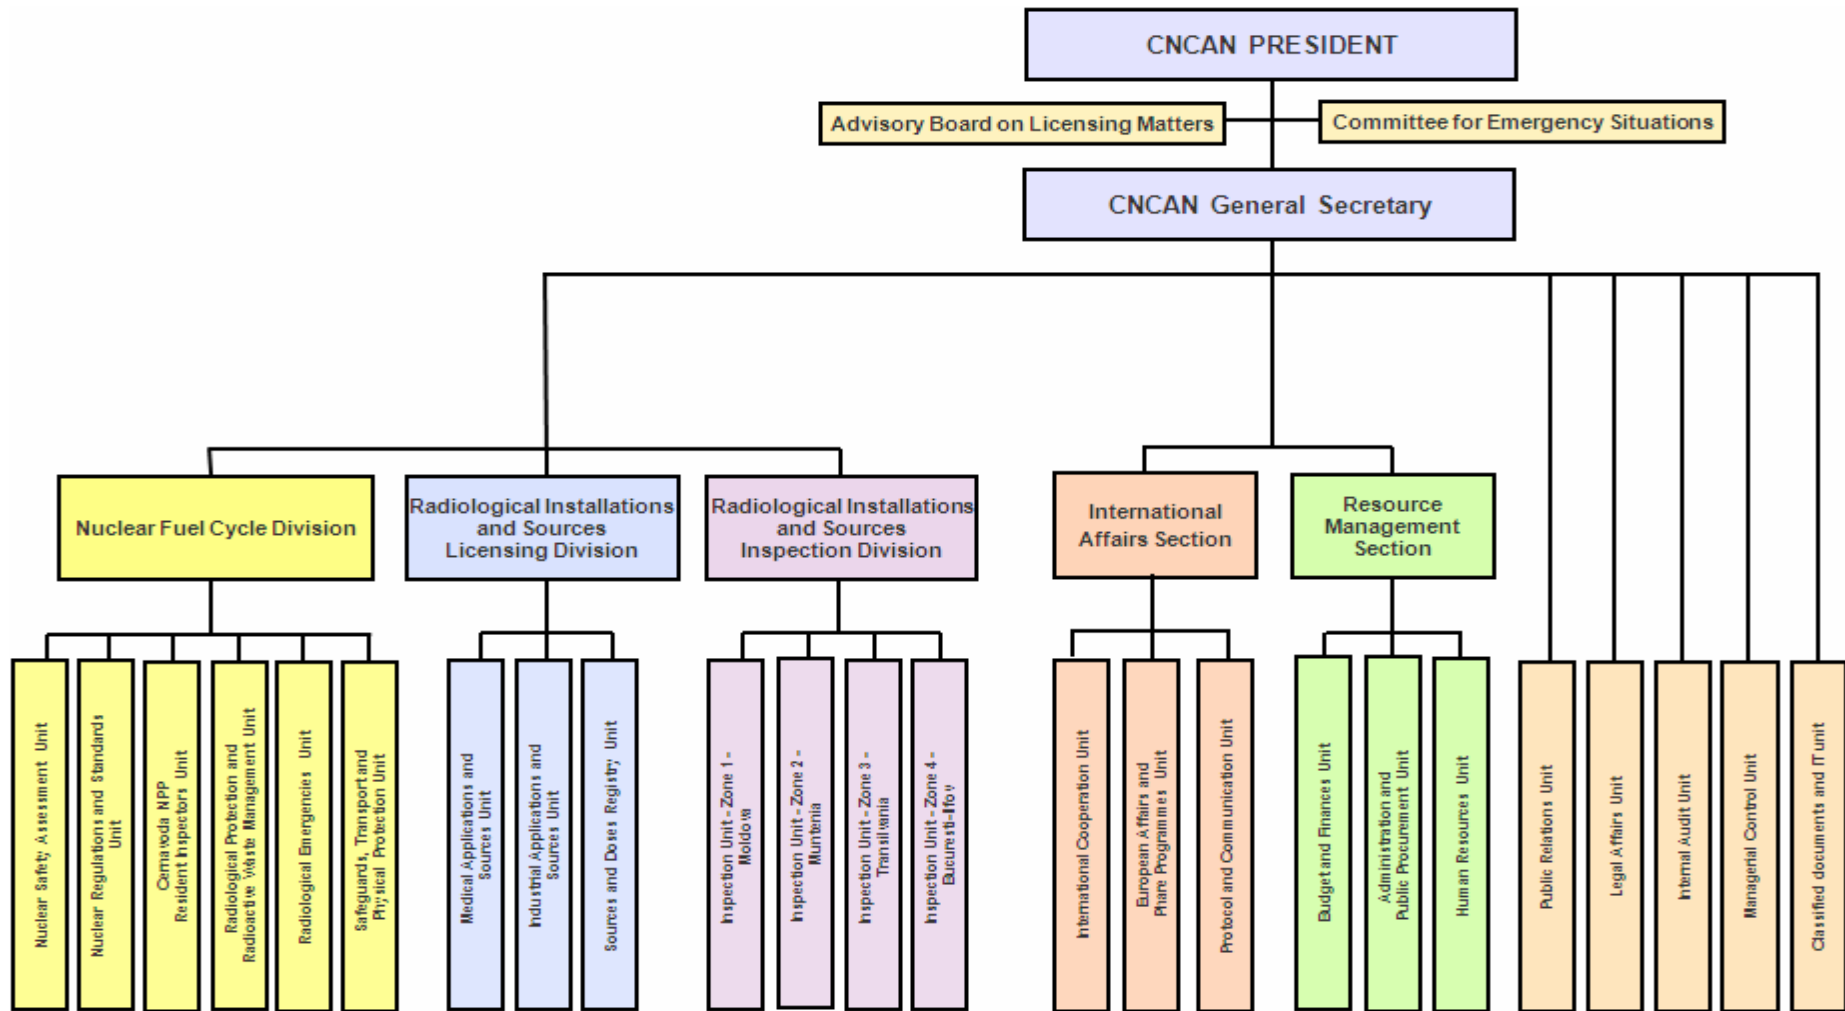 CNCAN PRESIDENT
Advisory Board on Licensing Matters
Committee for Emergency Situations
CNCAN General Secretary
Nuclear Fuel Cycle Division
Radiological Installations
and Sources
Licensing Division
Radiological Installations
and Sources
Inspection Division
International
Affairs Section
Resource
Management
Section
Nuclear Safety Assessment Unit
Nuclear Regulations and Standards
Unit
Cernavoda NPP
Resident Inspectors Unit
Radiological Protection and
Radioactive Waste Management Unit
Radiological Emergencies Unit
Safeguards, Transport and
Physical Protection Unit
Medical Applications and
Sources Unit
Industrial Applications and
Sources Unit
Sources and Doses Registry Unit
Inspection Unit - Zone 1 -
Moldova
Inspection Unit - Zone 2 -
Muntenia
Inspection Unit - Zone 3 -
Transilvania
Inspection Unit - Zone 4 -
Bucuresti-Ilfov
International Cooperation Unit
European Affairs and
Phare Programmes Unit
Protocol and Communication Unit
Budget and Finances Unit
Administration and
Public Procurement Unit
Human Resources Unit
Public Relations Unit
Legal Affairs Unit
Internal Audit Unit
Managerial Control Unit
Classified documents and IT unit